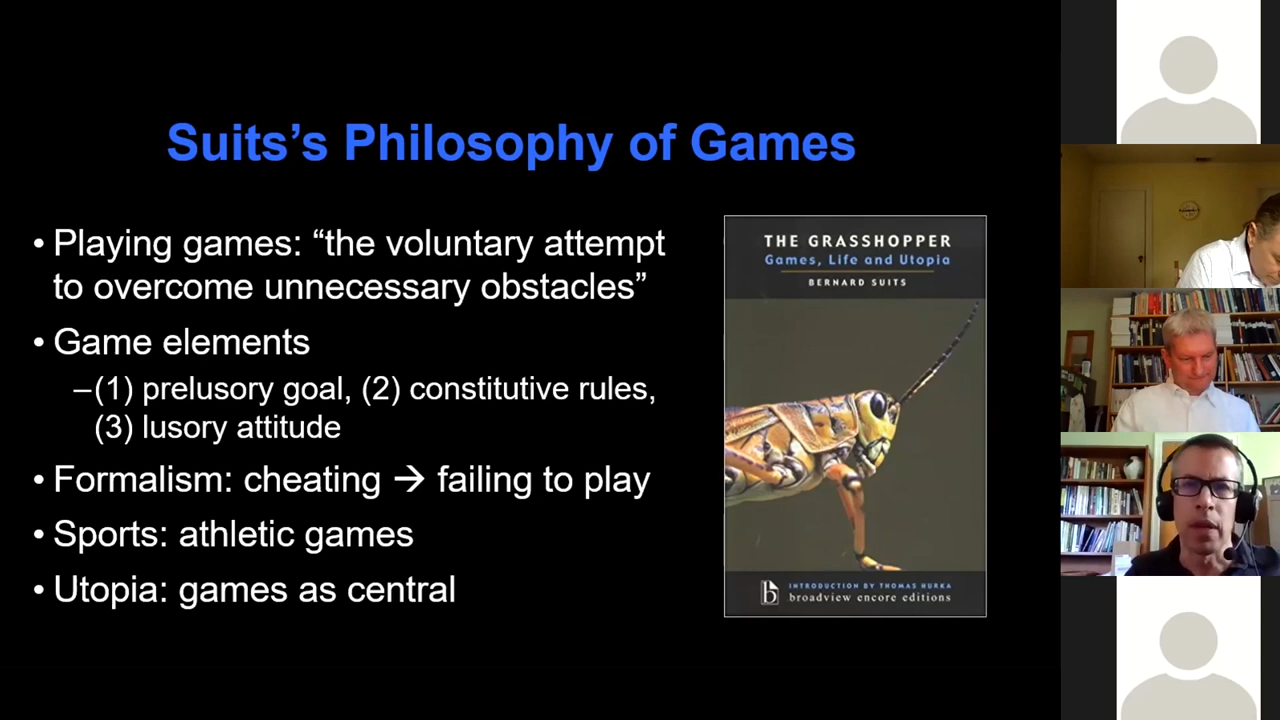 Suits’s Philosophy of Games
• Playing games: “the voluntary attempt
to overcome unnecessary obstacles”
• Game elements
–(1) prelusory goal, (2) constitutive rules,
(3) lusory attitude
• Formalism: cheating → failing to play
• Sports: athletic games
• Utopia: games as central
THE GRASSHOPPER
Games, Life and Utopia
BERNARD SUITS
INTRODUCTION BY THOMAS HURKA
b broadview encore editions